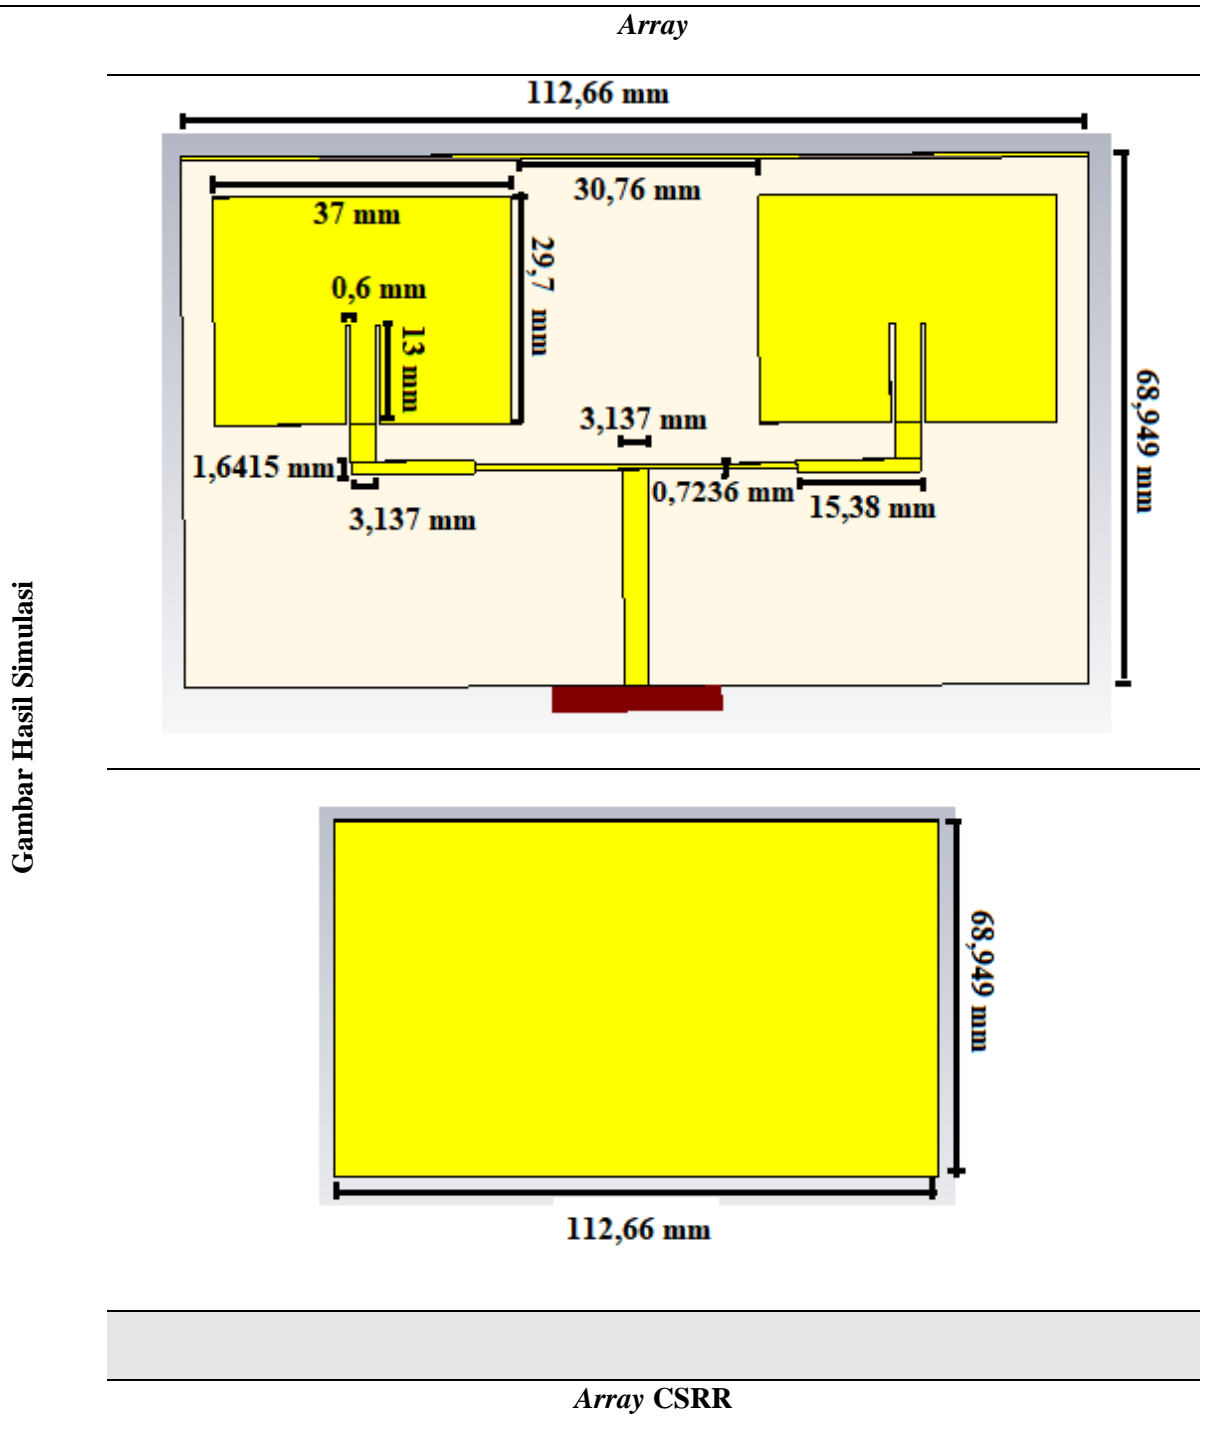 Array
Gambar Hasil Simulasi
112,66 mm
30,76 mm
37 mm
29,7 mm
0,6 mm
13 mm
3,137 mm
68,949 mm
1,6415 mm
0,7236 mm
15,38 mm
3,137 mm
68,949 mm
112,66 mm
Array CSRR